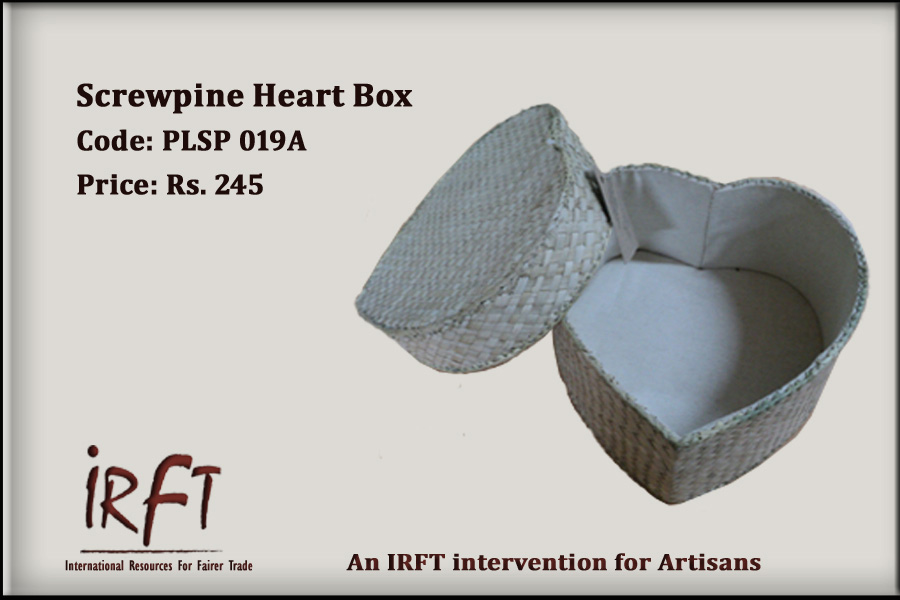 Screwpine Heart Box
Code: PLSP 019A
Price: Rs. 245
iRFT
International Resources For Fairer Trade
An IRFT intervention for Artisans